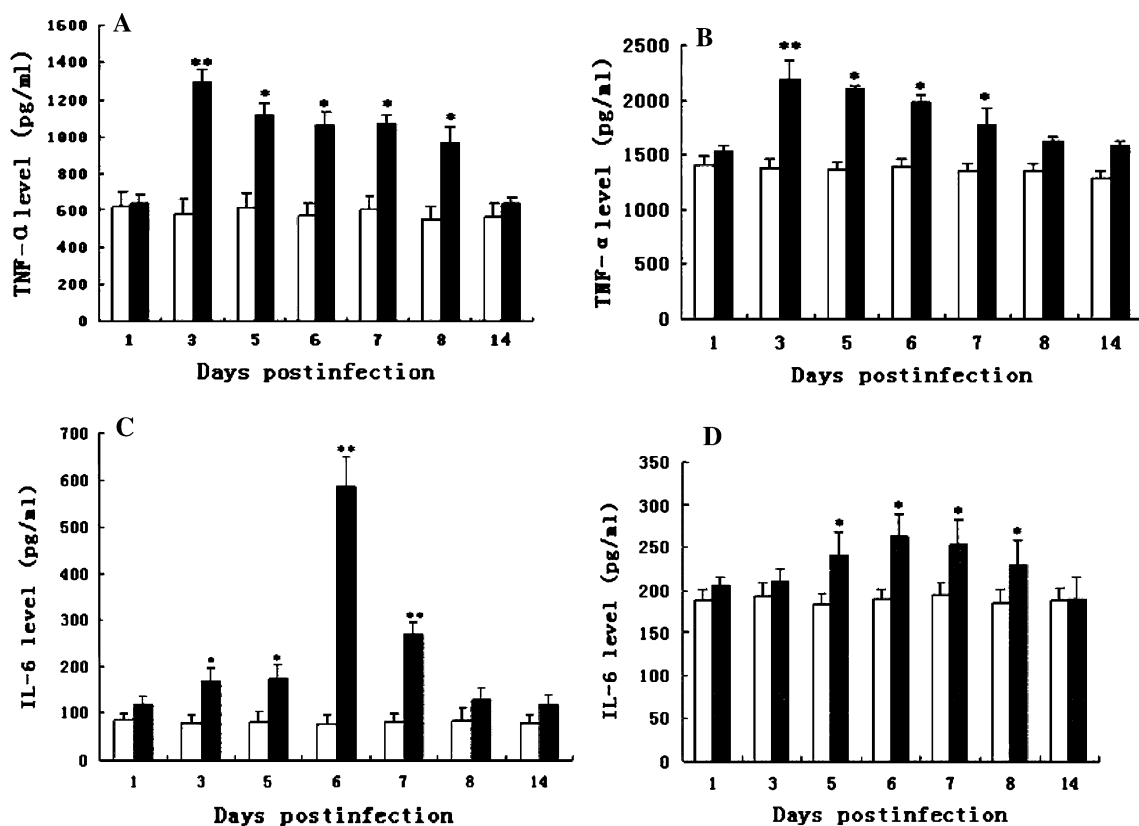 A
TNF-α level (pg/ml)
1600
1400
1200
1000
800
600
400
200
0
** * * * *
1 3 5 6 7 8 14
Days postinfection
B
TNF-α level (pg/ml)
2500
2000
1500
1000
500
0
** * * *
1 3 5 6 7 8 14
Days postinfection
C
IL-6 level (pg/ml)
700
600
500
400
300
200
100
0
* * ** **
1 3 5 6 7 8 14
Days postinfection
D
IL-6 level (pg/ml)
350
300
250
200
150
100
50
0
* * * *
1 3 5 6 7 8 14
Days postinfection